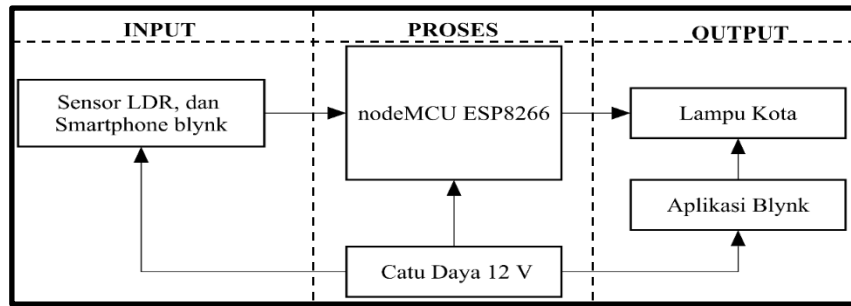 INPUT
PROSES
OUTPUT
Sensor LDR, dan
Smartphone blynk
nodeMCU ESP8266
Lampu Kota
Aplikasi Blynk
Catu Daya 12 V